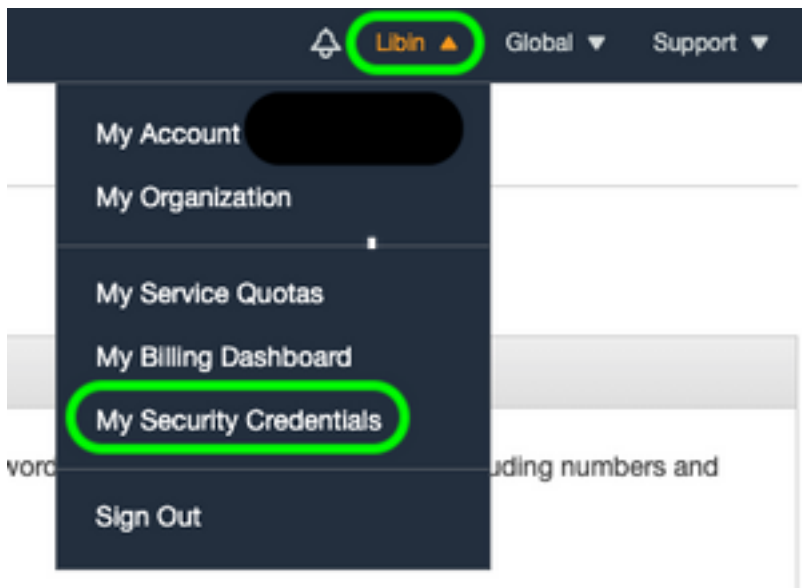 Libin ▲ Global ▼ Support ▼
My Account
My Organization
My Service Quotas
My Billing Dashboard
My Security Credentials
uding numbers and
Sign Out